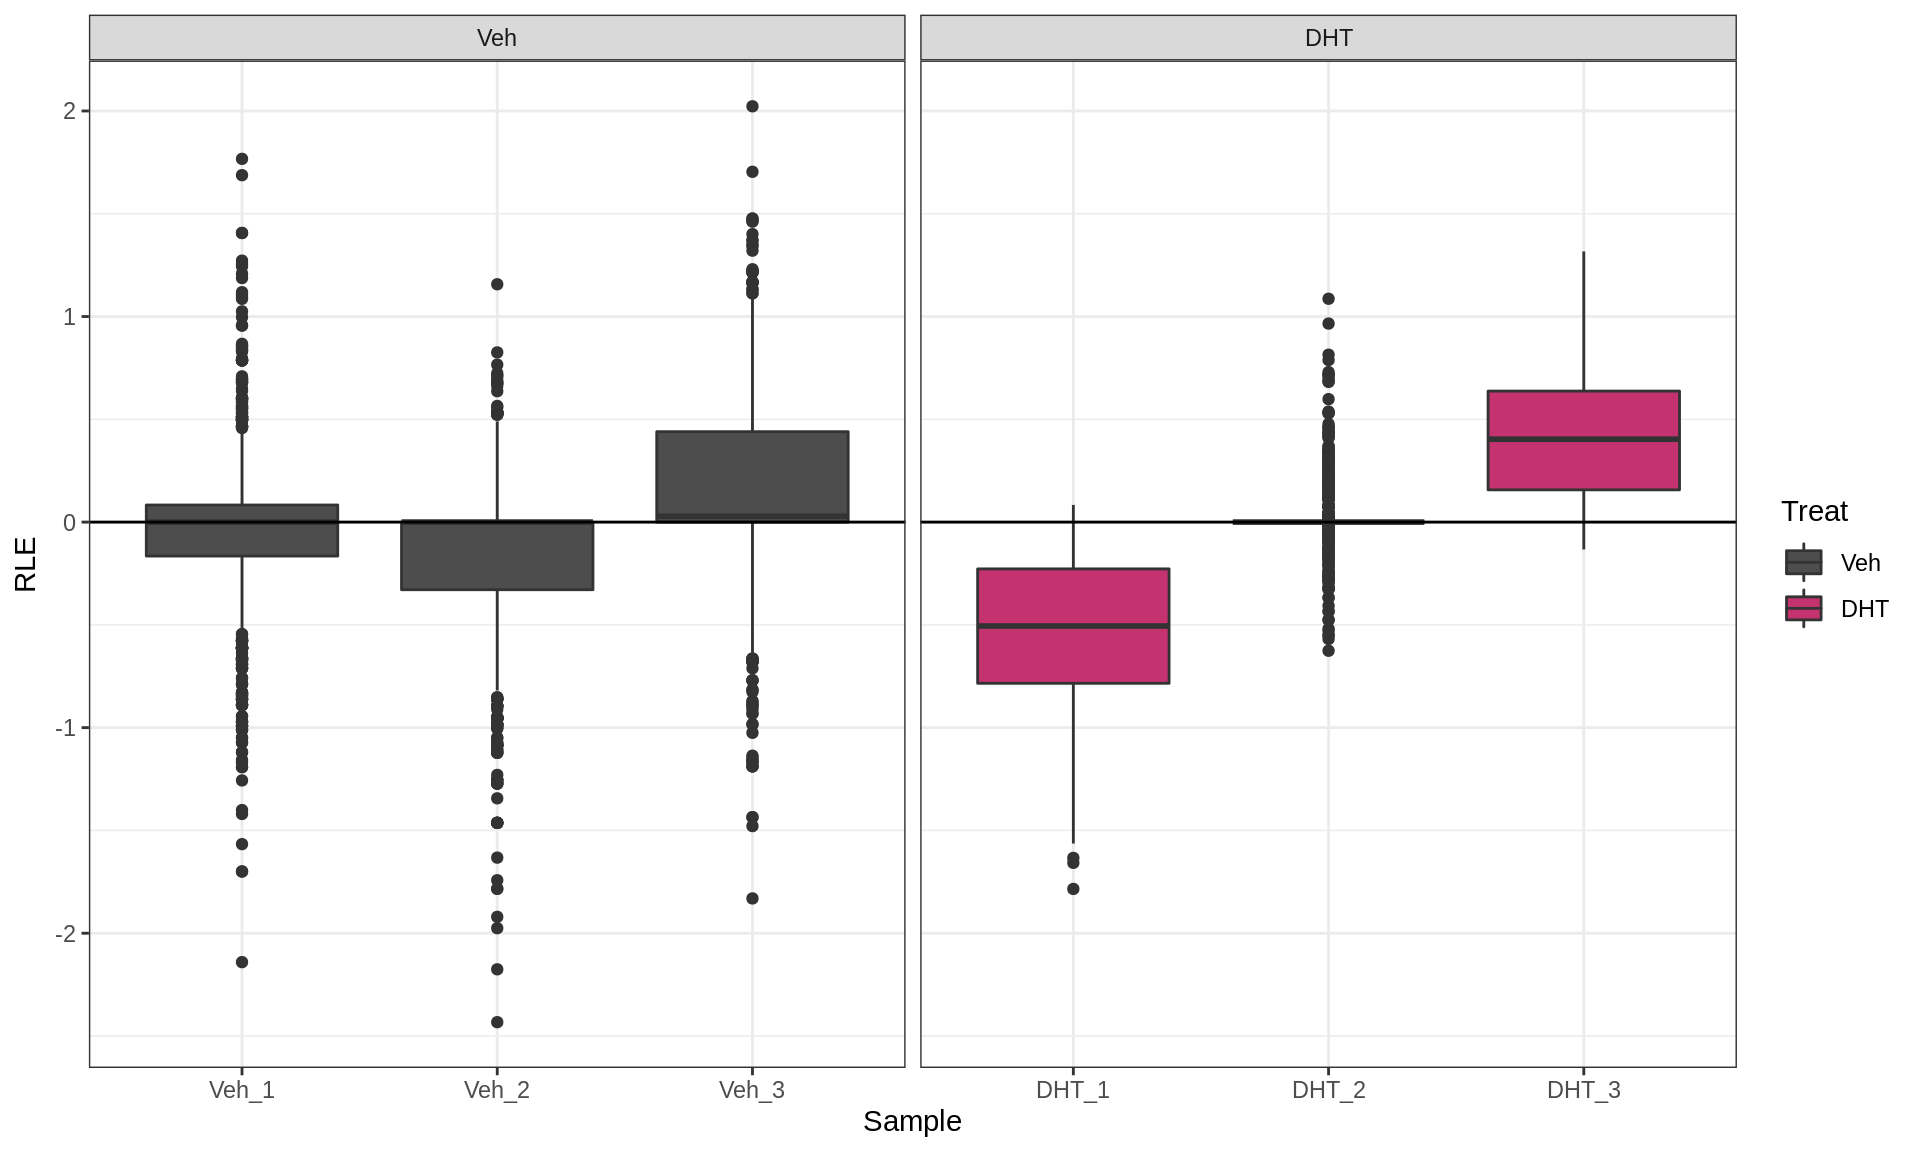 Veh
DHT
2
1
0
-1
-2
RLE
Veh_1
Veh_2
Veh_3
DHT_1
DHT_2
DHT_3
Sample
Treat
Veh
DHT